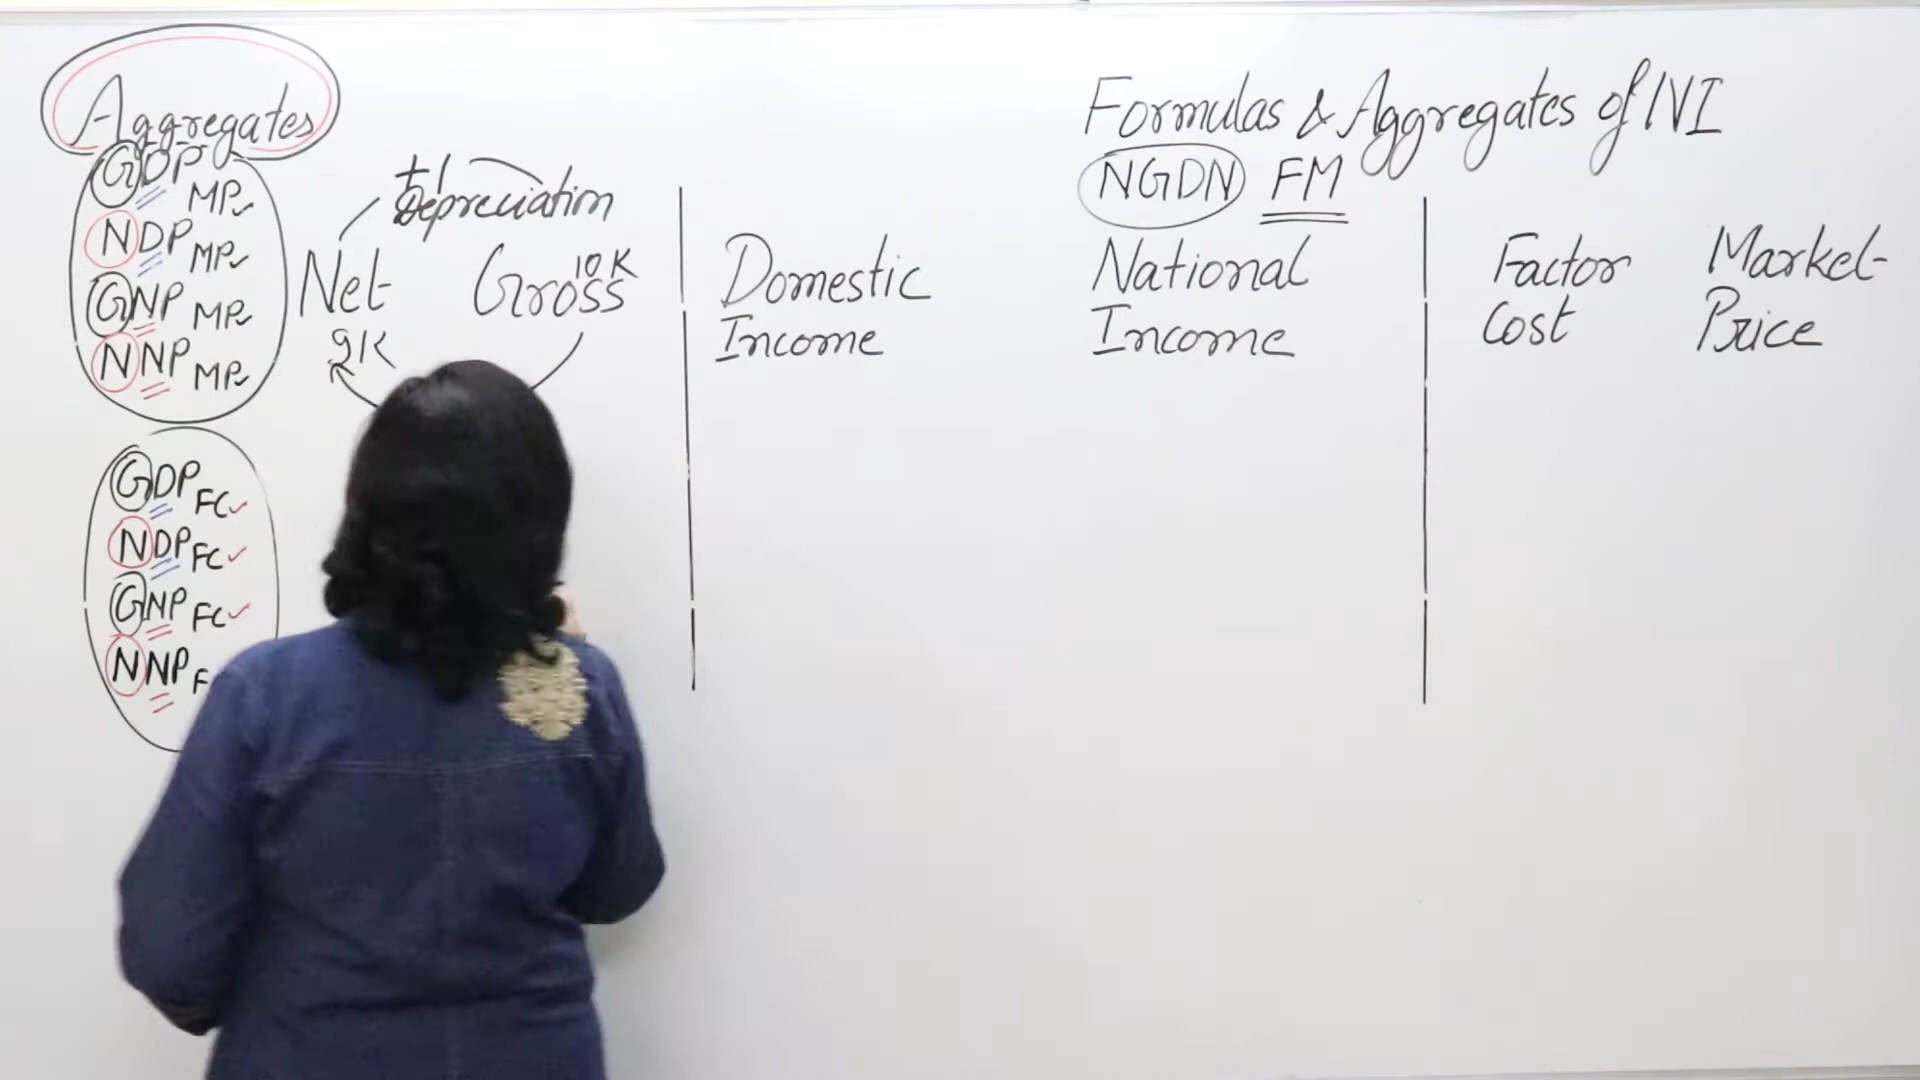 Aggregates
GDP MP
NDP MP
GNP MP
NNP MP
GDP FC
NDP FC
GNP FC
NNP F
Depreciation
Net Gross 10K
9K
Formulas & Aggregates of NI
NGDN FM
Domestic
Income
National
Income
Factor
Cost
Market
Price